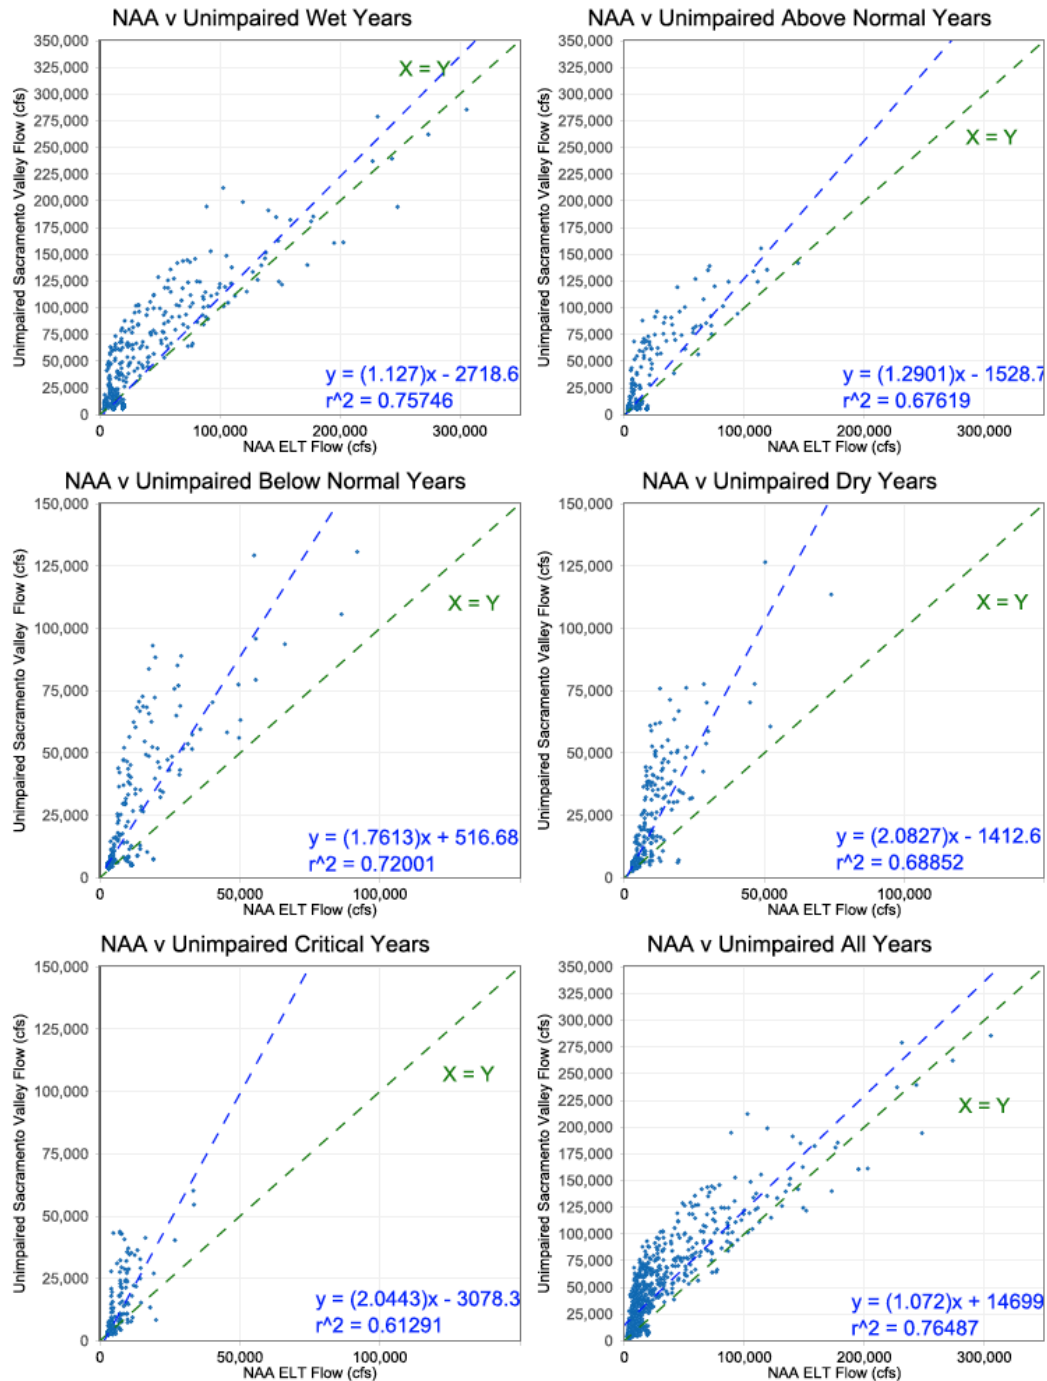 NAA v Unimpaired Wet Years
350,000
325,000
300,000
275,000
250,000
225,000
200,000
175,000
150,000
125,000
100,000
75,000
50,000
25,000
0
Unimpaired Sacramento Valley Flow (cfs)
X = Y
y = (1.127)x - 2718.6
r^2 = 0.75746
0
100,000
200,000
300,000
NAA ELT Flow (cfs)
NAA v Unimpaired Above Normal Years
350,000
325,000
300,000
275,000
250,000
225,000
200,000
175,000
150,000
125,000
100,000
75,000
50,000
25,000
0
Unimpaired Sacramento Valley Flow (cfs)
X = Y
y = (1.2901)x - 1528.7
r^2 = 0.67619
0
100,000
200,000
300,000
NAA ELT Flow (cfs)
NAA v Unimpaired Below Normal Years
150,000
125,000
100,000
75,000
50,000
25,000
0
Unimpaired Sacramento Valley Flow (cfs)
X = Y
y = (1.7613)x + 516.68
r^2 = 0.72001
0
50,000
100,000
NAA ELT Flow (cfs)
NAA v Unimpaired Dry Years
150,000
125,000
100,000
75,000
50,000
25,000
0
Unimpaired Sacramento Valley Flow (cfs)
X = Y
y = (2.0827)x - 1412.6
r^2 = 0.68852
0
50,000
100,000
NAA ELT Flow (cfs)
NAA v Unimpaired Critical Years
150,000
125,000
100,000
75,000
50,000
25,000
0
Unimpaired Sacramento Valley Flow (cfs)
X = Y
y = (2.0443)x - 3078.3
r^2 = 0.61291
0
50,000
100,000
NAA ELT Flow (cfs)
NAA v Unimpaired All Years
350,000
325,000
300,000
275,000
250,000
225,000
200,000
175,000
150,000
125,000
100,000
75,000
50,000
25,000
0
Unimpaired Sacramento Valley Flow (cfs)
X = Y
y = (1.072)x + 14699
r^2 = 0.76487
0
100,000
200,000
300,000
NAA ELT Flow (cfs)